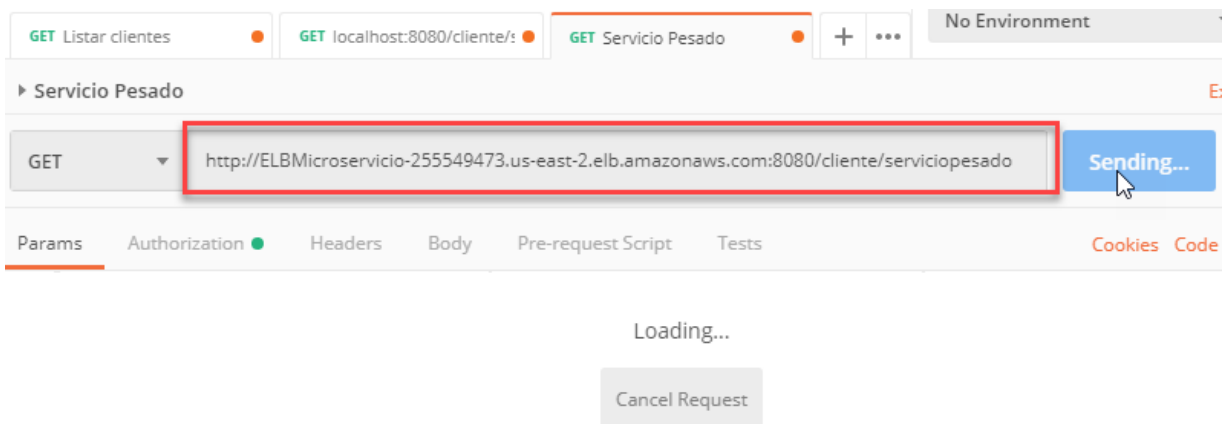 GET Listar clientes
GET localhost:8080/cliente/s
GET Servicio Pesado
No Environment
Servicio Pesado
GET
http://ELBMicroservicio-255549473.us-east-2.elb.amazonaws.com:8080/cliente/serviciopesado
Sending...
Params Authorization Headers Body Pre-request Script Tests Cookies Code
Loading...
Cancel Request